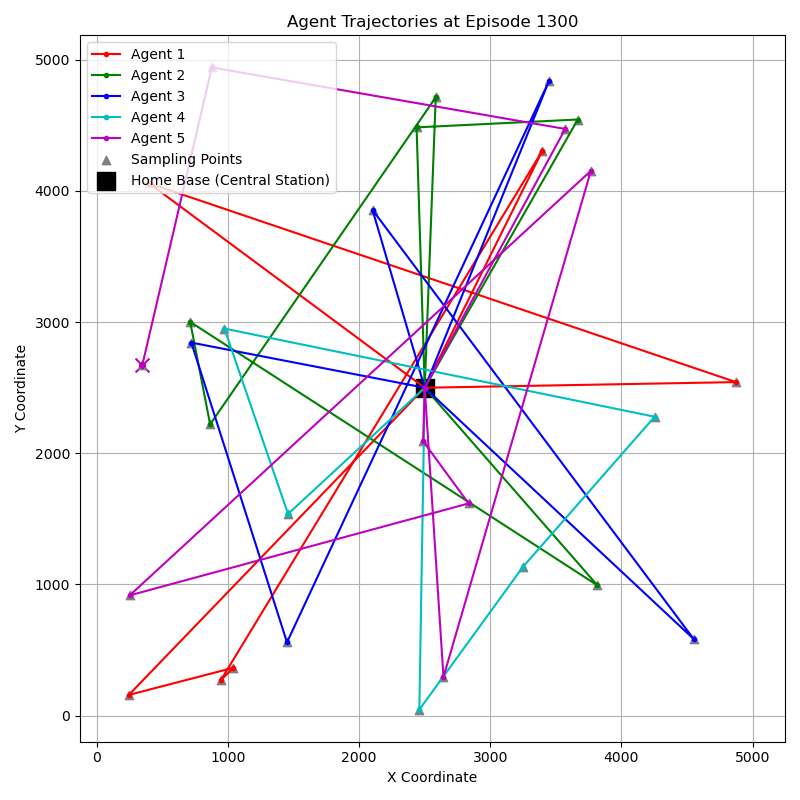 Agent Trajectories at Episode 1300
Agent 1
Agent 2
Agent 3
Agent 4
Agent 5
Sampling Points
Home Base (Central Station)
5000
4000
3000
2000
1000
0
Y Coordinate
0
1000
2000
3000
4000
5000
X Coordinate